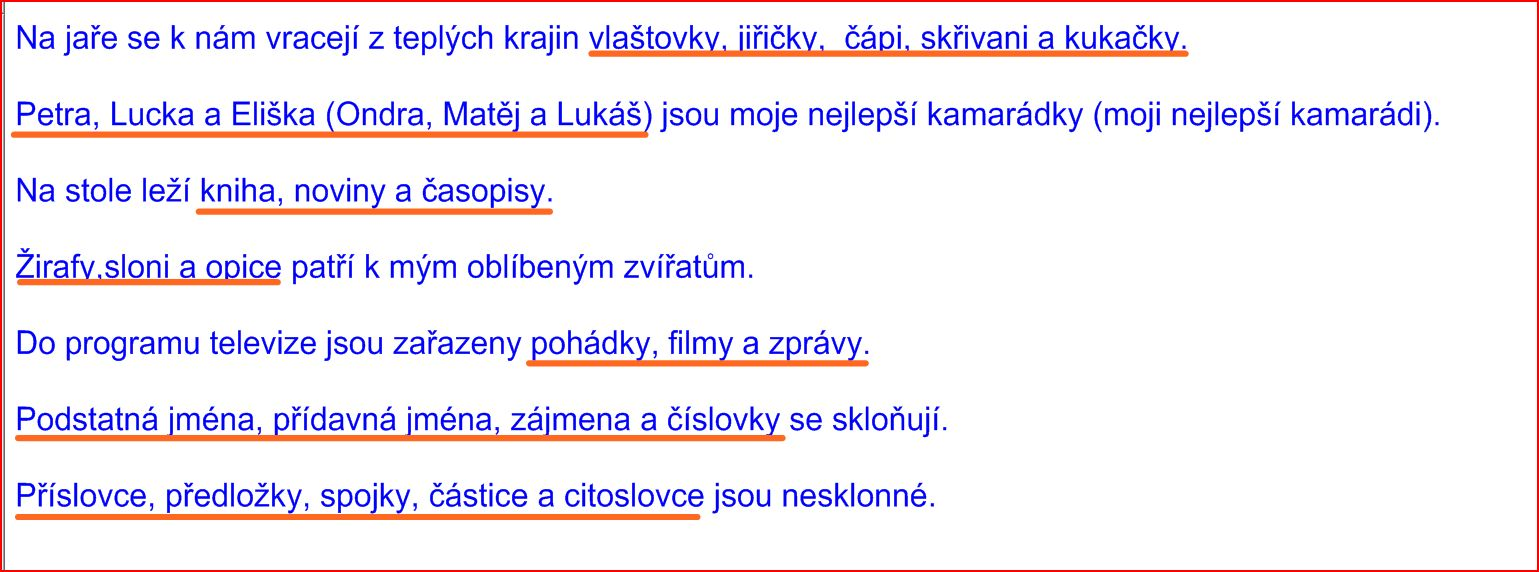 Na jaře se k nám vracejí z teplých krajin vlaštovky, jiřičky,  čápi, skřivani a kukačky.
Petra, Lucka a Eliška (Ondra, Matěj a Lukáš) jsou moje nejlepší kamarádky (moji nejlepší kamarádi).
Na stole leží kniha, noviny a časopisy.
Žirafy,sloni a opice patří k mým oblíbeným zvířatům.
Do programu televize jsou zařazeny pohádky, filmy a zprávy.
Podstatná jména, přídavná jména, zájmena a číslovky se skloňují.
Příslovce, předložky, spojky, částice a citoslovce jsou nesklonné.